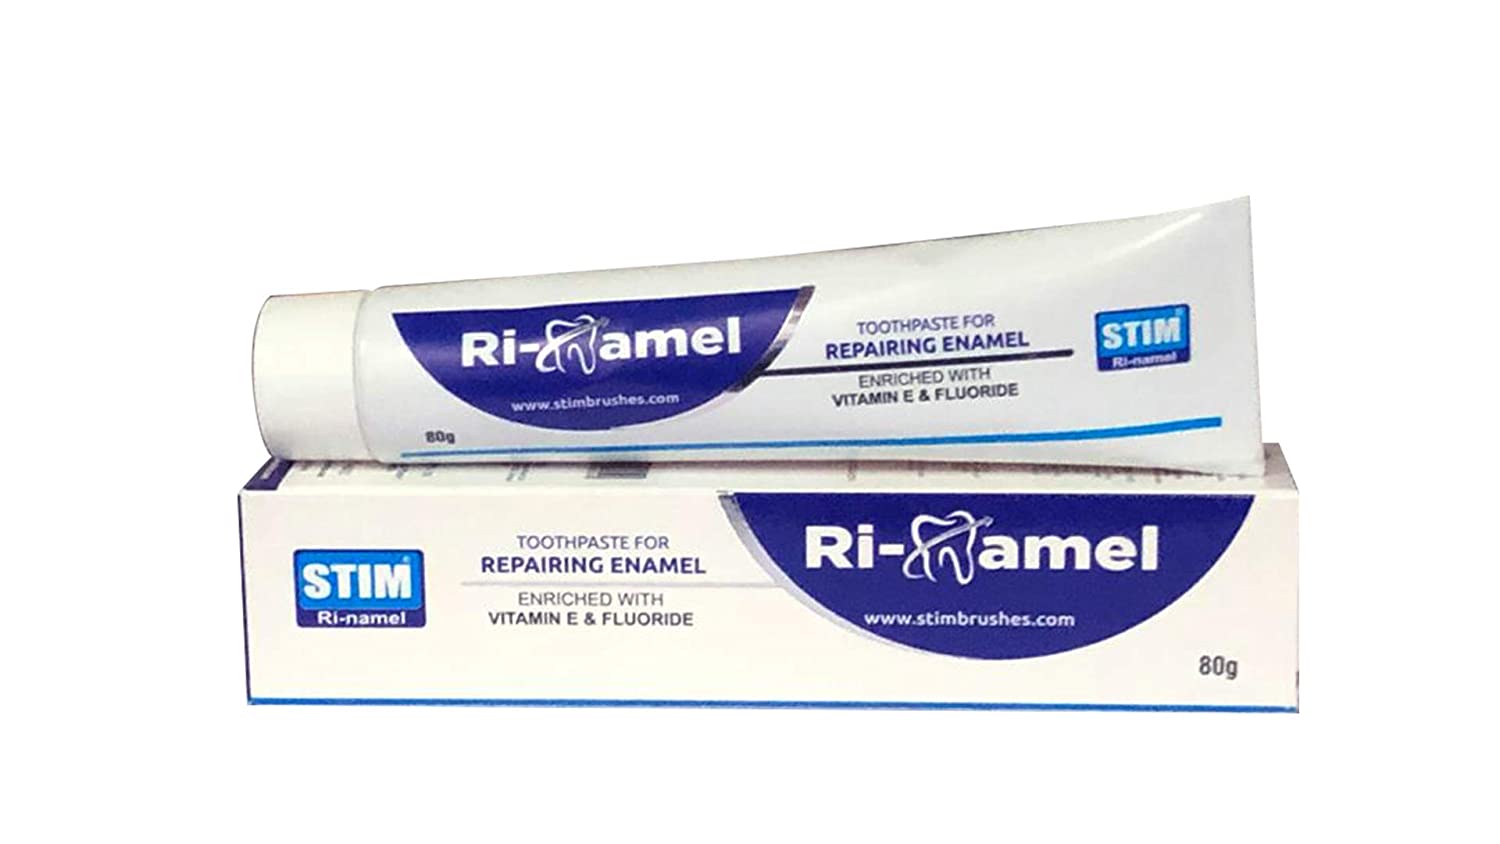 Ri-namel
www.stimbrushes.com
80g
TOOTHPASTE FOR
REPAIRING ENAMEL
ENRICHED WITH
VITAMIN E & FLUORIDE
STIM®
Ri-namel
STIM®
Ri-namel
TOOTHPASTE FOR
REPAIRING ENAMEL
ENRICHED WITH
VITAMIN E & FLUORIDE
Ri-namel
www.stimbrushes.com
80g